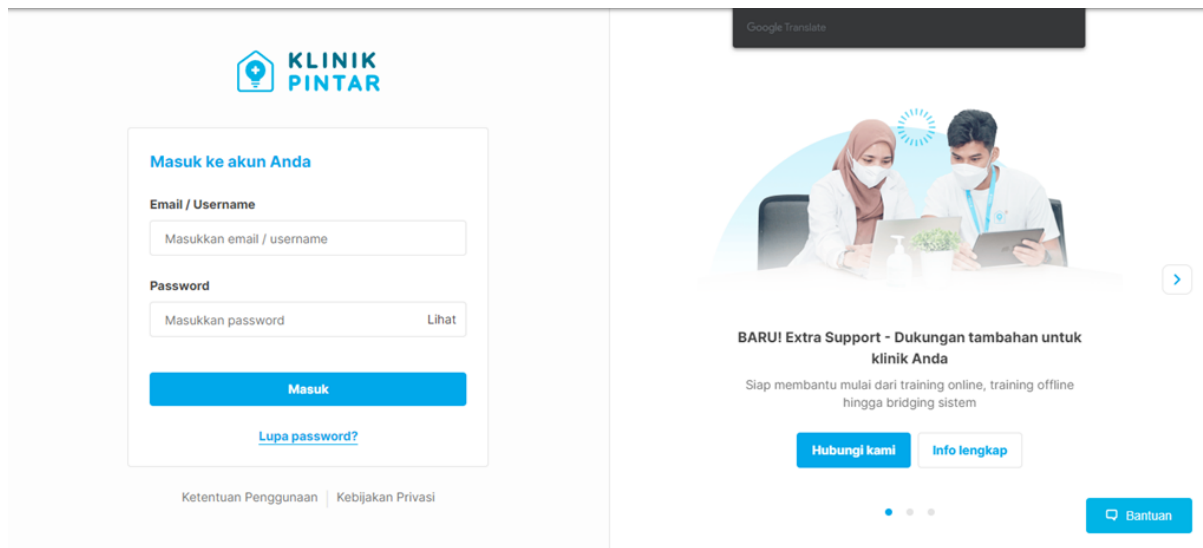 KLINIK
PINTAR
Masuk ke akun Anda
Email / Username
Masukkan email / username
Password
Masukkan password
Lihat
Masuk
Lupa password?
Ketentuan Penggunaan
Kebijakan Privasi
Google Translate
BARU! Extra Support - Dukungan tambahan untuk
klinik Anda
Siap membantu mulai dari training online, training offline
hingga bridging sistem
Hubungi kami
Info lengkap
Bantuan